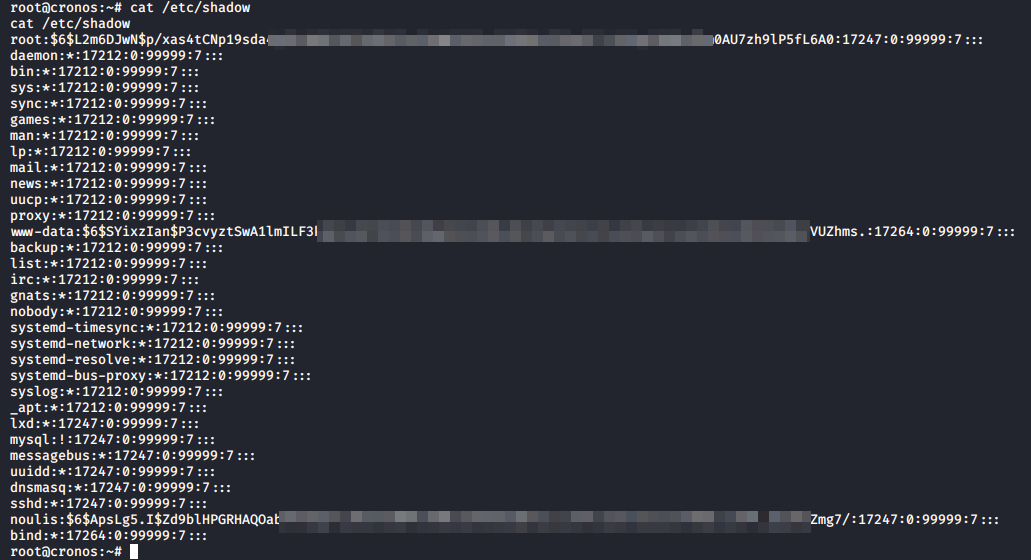 root@cronos:~# cat /etc/shadow
cat /etc/shadow
root:$6$L2m6DJwN$p/xas4tCNp19sda 0AU7zh9lP5fL6A0:17247:0:99999:7:::
daemon:*:17212:0:99999:7:::
bin:*:17212:0:99999:7:::
sys:*:17212:0:99999:7:::
sync:*:17212:0:99999:7:::
games:*:17212:0:99999:7:::
man:*:17212:0:99999:7:::
lp:*:17212:0:99999:7:::
mail:*:17212:0:99999:7:::
news:*:17212:0:99999:7:::
uucp:*:17212:0:99999:7:::
proxy:*:17212:0:99999:7:::
www-data:$6$SYixzIan$P3cvyztSwA1lmILF3 VUZhms.:17264:0:99999:7:::
backup:*:17212:0:99999:7:::
list:*:17212:0:99999:7:::
irc:*:17212:0:99999:7:::
gnats:*:17212:0:99999:7:::
nobody:*:17212:0:99999:7:::
systemd-timesync:*:17212:0:99999:7:::
systemd-network:*:17212:0:99999:7:::
systemd-resolve:*:17212:0:99999:7:::
systemd-bus-proxy:*:17212:0:99999:7:::
syslog:*:17212:0:99999:7:::
_apt:*:17212:0:99999:7:::
lxd:*:17247:0:99999:7:::
mysql:!:17247:0:99999:7:::
messagebus:*:17247:0:99999:7:::
uuidd:*:17247:0:99999:7:::
dnsmasq:*:17247:0:99999:7:::
sshd:*:17247:0:99999:7:::
noulis:$6$ApsLg5.I$Zd9blHPGRHAQOab Zmg7/:17247:0:99999:7:::
bind:*:17264:0:99999:7:::
root@cronos:~#